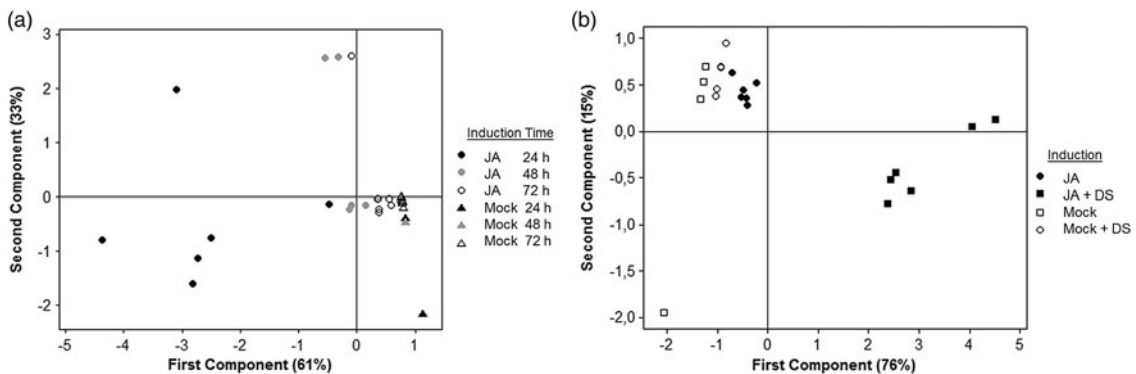 (a)
3
2
1
0
-1
-2
Second Component (33%)
-5 -4 -3 -2 -1 0 1
First Component (61%)
Induction Time
JA 24 h
JA 48 h
JA 72 h
Mock 24 h
Mock 48 h
Mock 72 h
(b)
1,0
0,5
0,0
-0,5
-1,0
-1,5
-2,0
Second Component (15%)
-2 -1 0 1 2 3 4 5
First Component (76%)
Induction
JA
JA + DS
Mock
Mock + DS